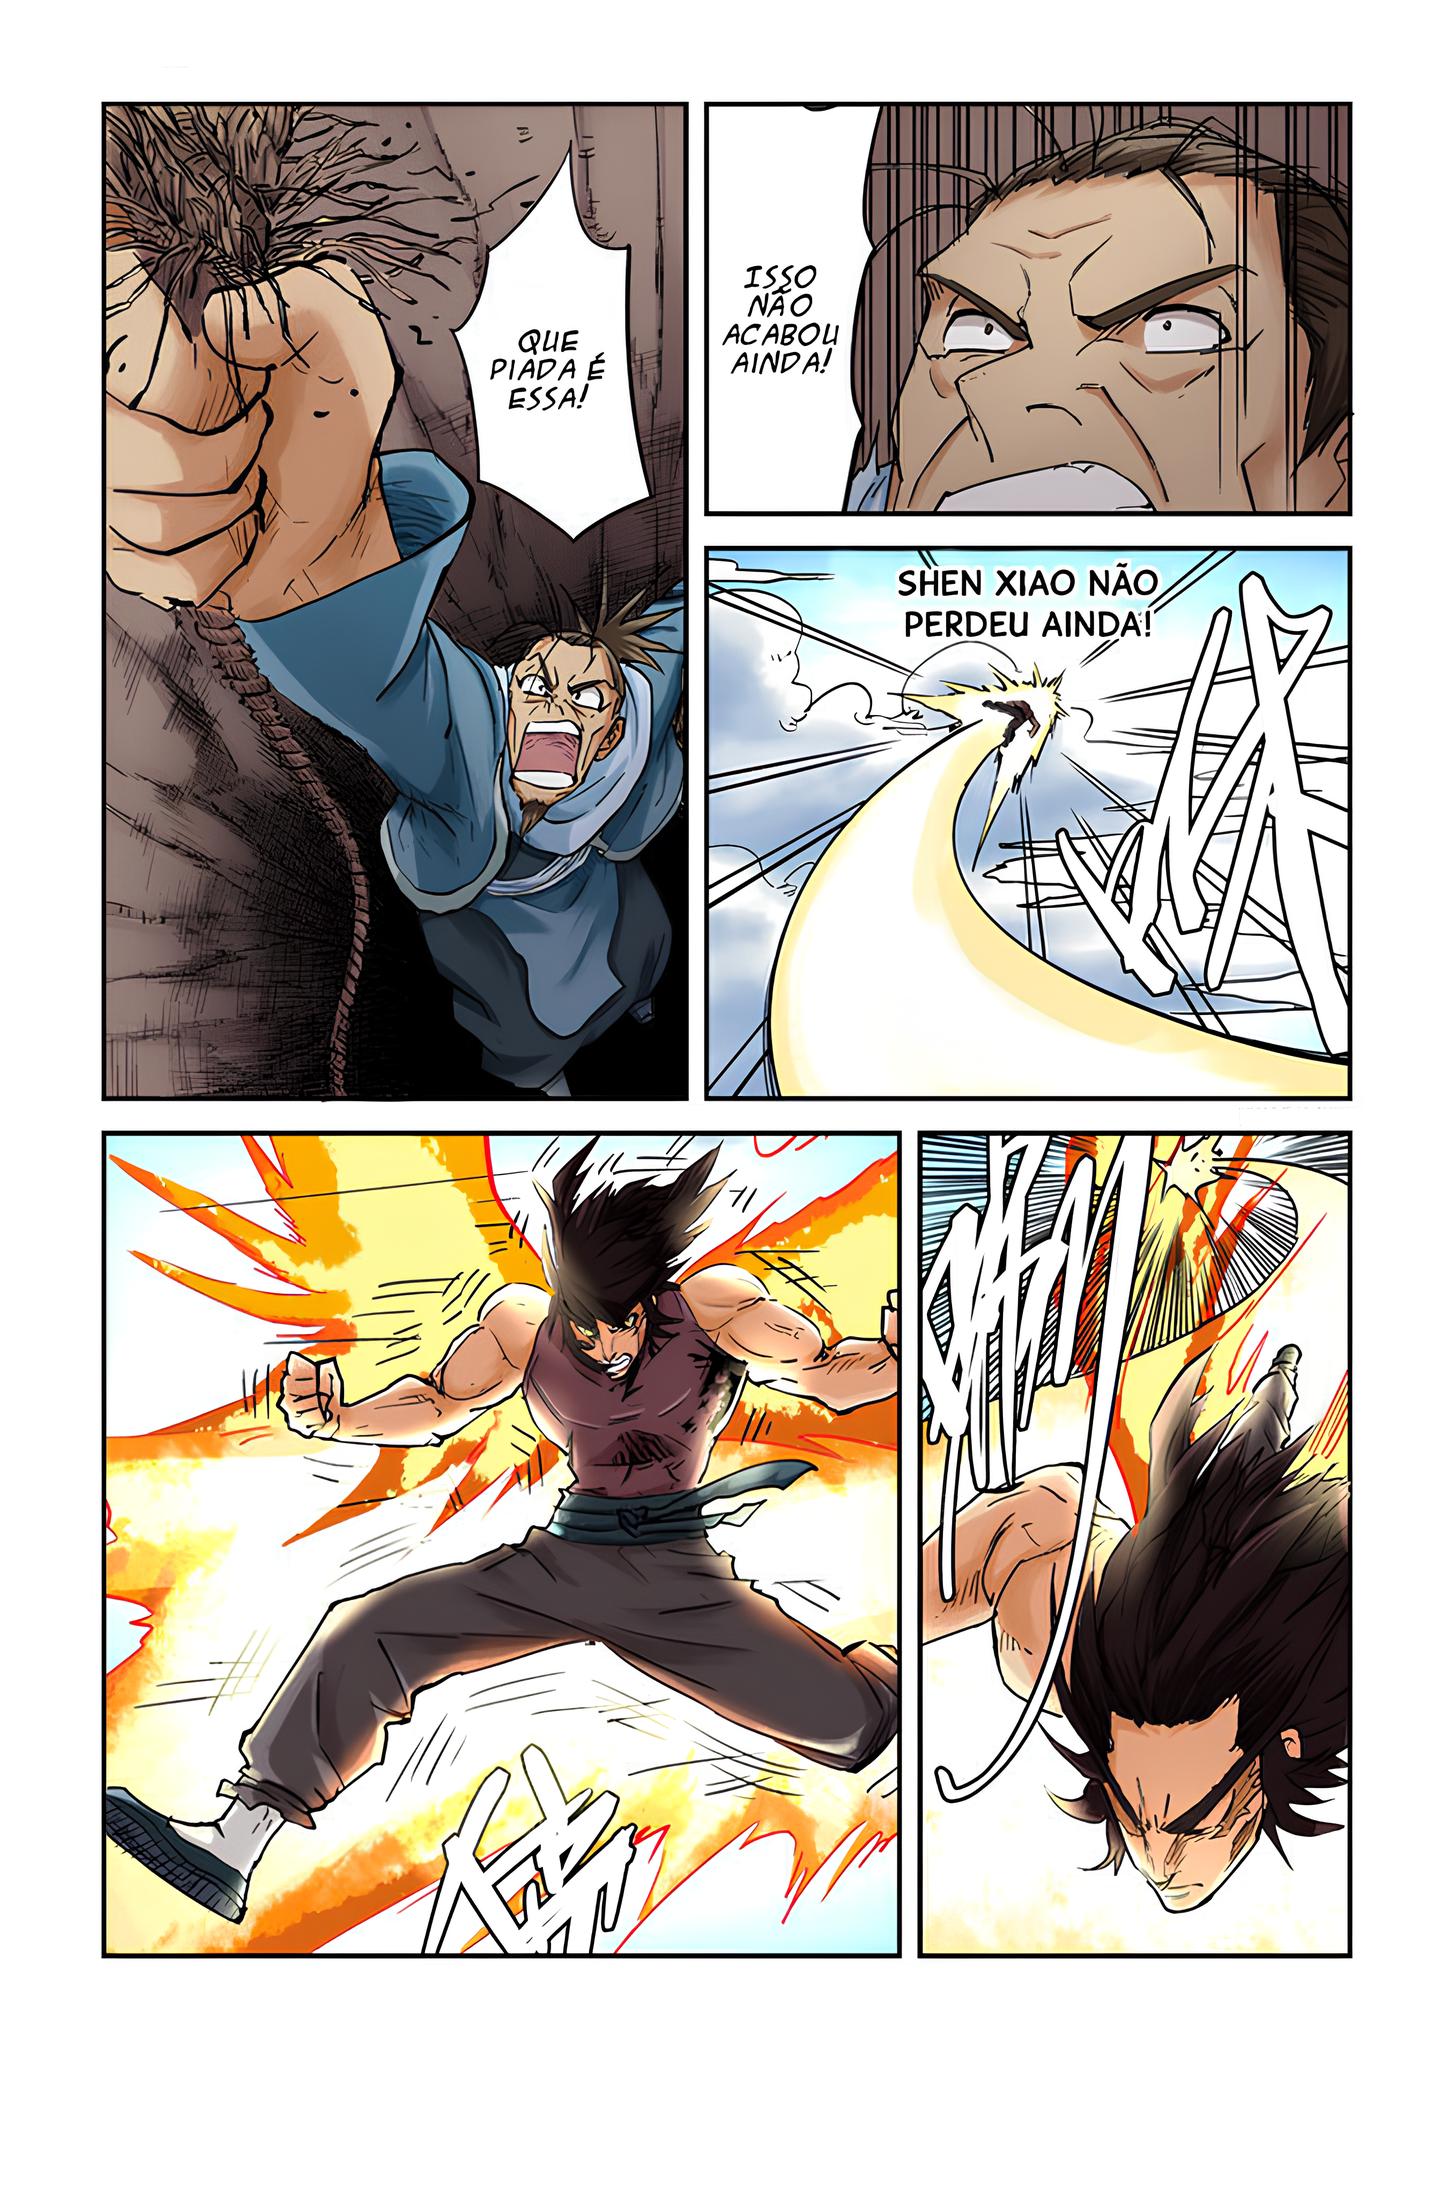 QUE
PIADA É
ESSA!
ISSO
NÃO
ACABOU
AINDA!
SHEN XIAO NÃO
PERDEU AINDA!